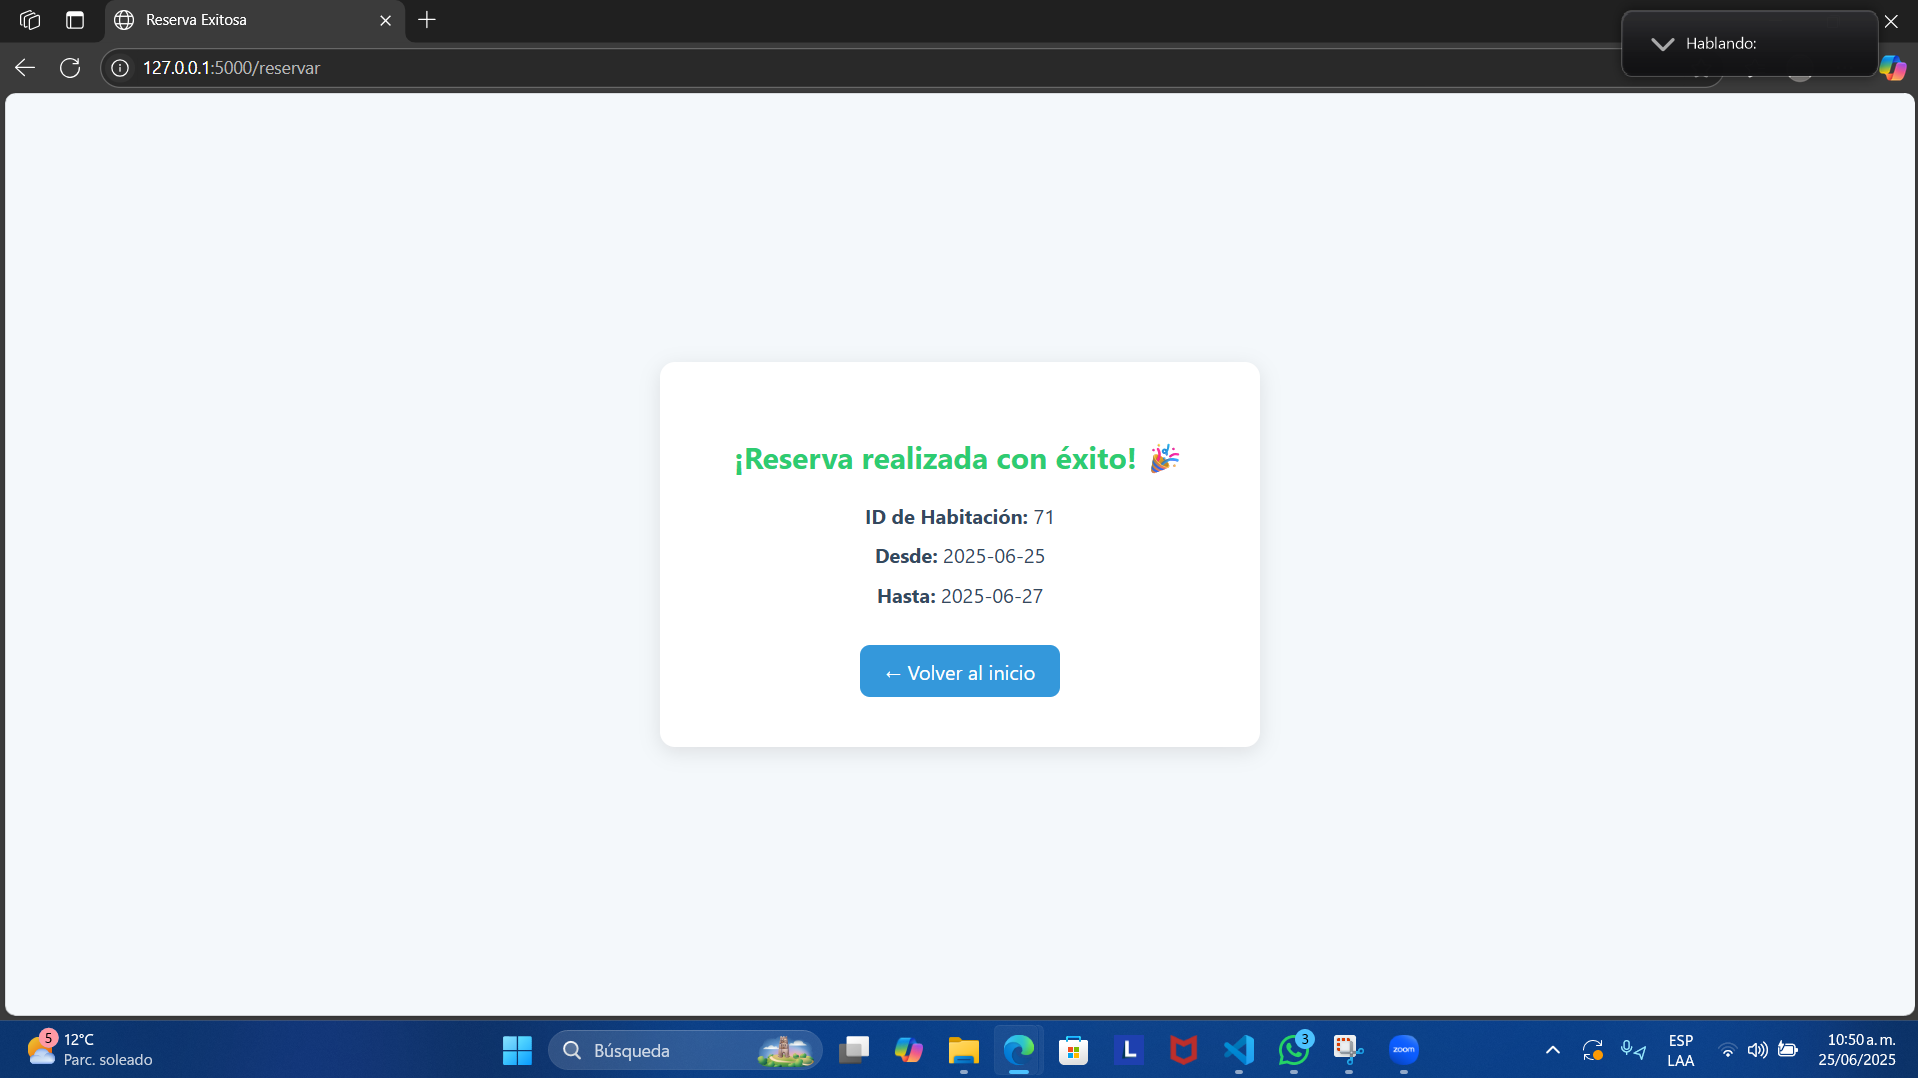 Reserva Exitosa
Hablando:
127.0.0.1:5000/reservar
¡Reserva realizada con éxito! 🎉
ID de Habitación: 71
Desde: 2025-06-25
Hasta: 2025-06-27
← Volver al inicio
5
12°C
Parc. soleado
Búsqueda
L
3
zoom
ESP
LAA
10:50 a. m.
25/06/2025